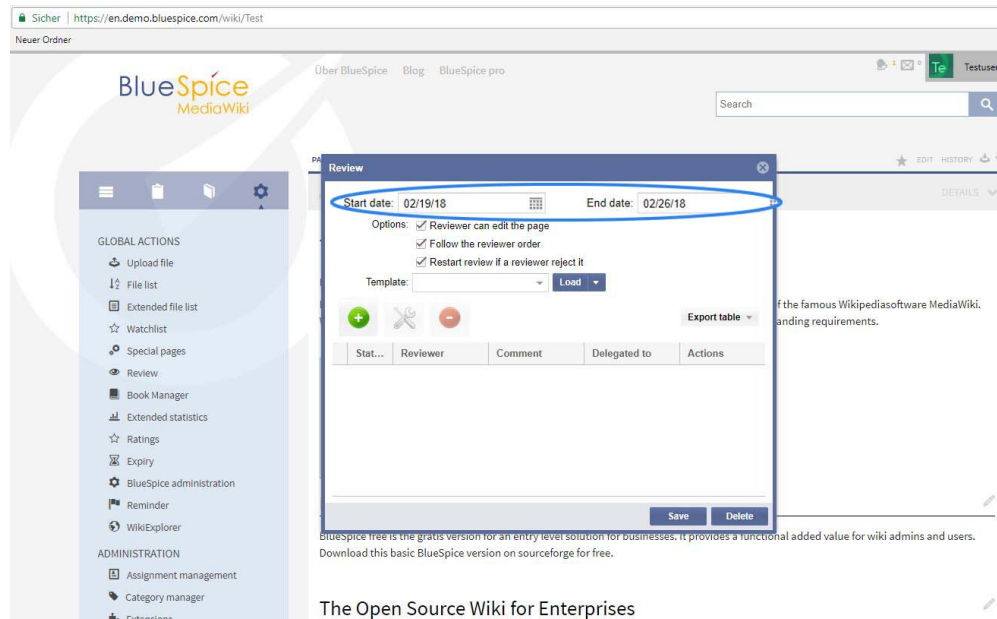 Sicher https://en.demo.bluespice.com/wiki/Test
Neuer Ordner
BlueSpice
MediaWiki
Über BlueSpice Blog BlueSpice pro
1 0 Te Testuser
Search
EDIT HISTORY
DETAILS
Review
Start date: 02/19/18 End date: 02/26/18
Options: Reviewer can edit the page
Follow the reviewer order
Restart review if a reviewer reject it
Template: Load
Export table
Stat... Reviewer Comment Delegated to Actions
Save Delete
GLOBAL ACTIONS
Upload file
File list
Extended file list
Watchlist
Special pages
Review
Book Manager
Extended statistics
Ratings
Expiry
BlueSpice administration
Reminder
WikiExplorer
ADMINISTRATION
Assignment management
Category manager
of the famous Wikipediasoftware MediaWiki.
anding requirements.
BlueSpice free is the gratis version for an entry level solution for businesses. It provides a functional added value for wiki admins and users.
Download this basic BlueSpice version on sourceforge for free.
The Open Source Wiki for Enterprises